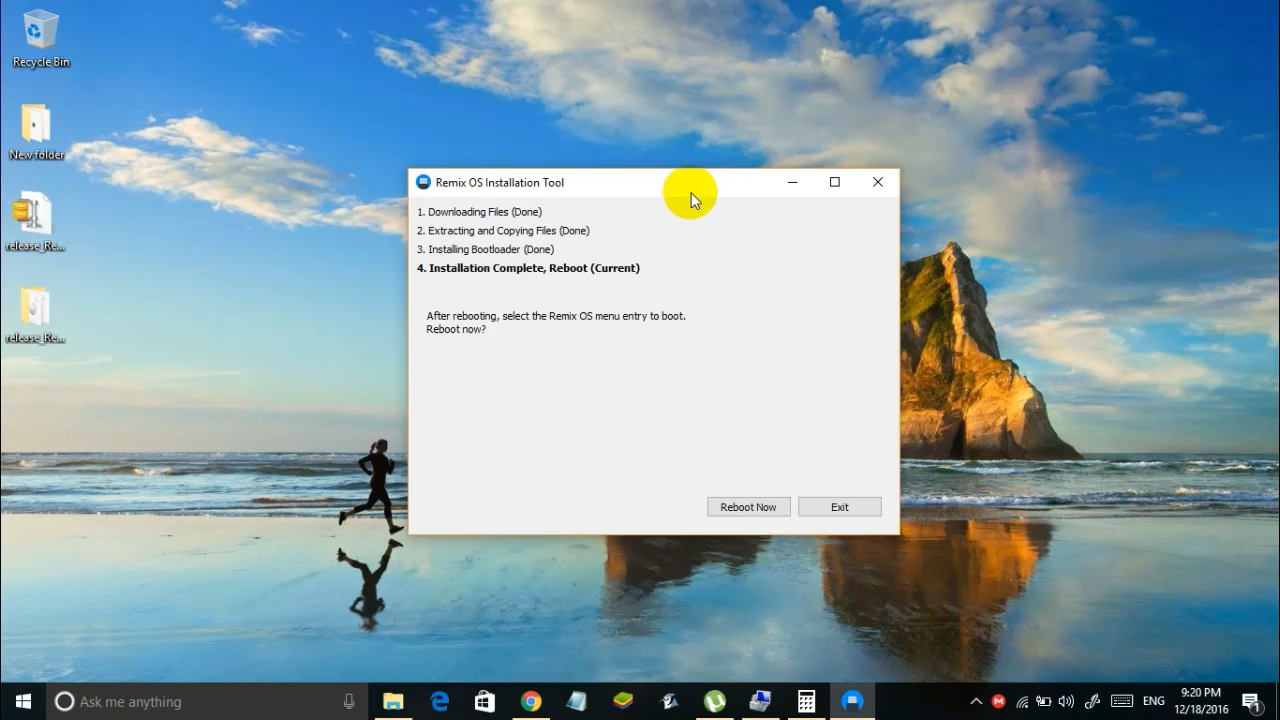 Recycle Bin
New folder
release_Re...
release_Re...
Remix OS Installation Tool
1. Downloading Files (Done)
2. Extracting and Copying Files (Done)
3. Installing Bootloader (Done)
4. Installation Complete, Reboot (Current)
After rebooting, select the Remix OS menu entry to boot.
Reboot now?
Reboot Now
Exit
Ask me anything
ENG
9:20 PM
12/18/2016
1